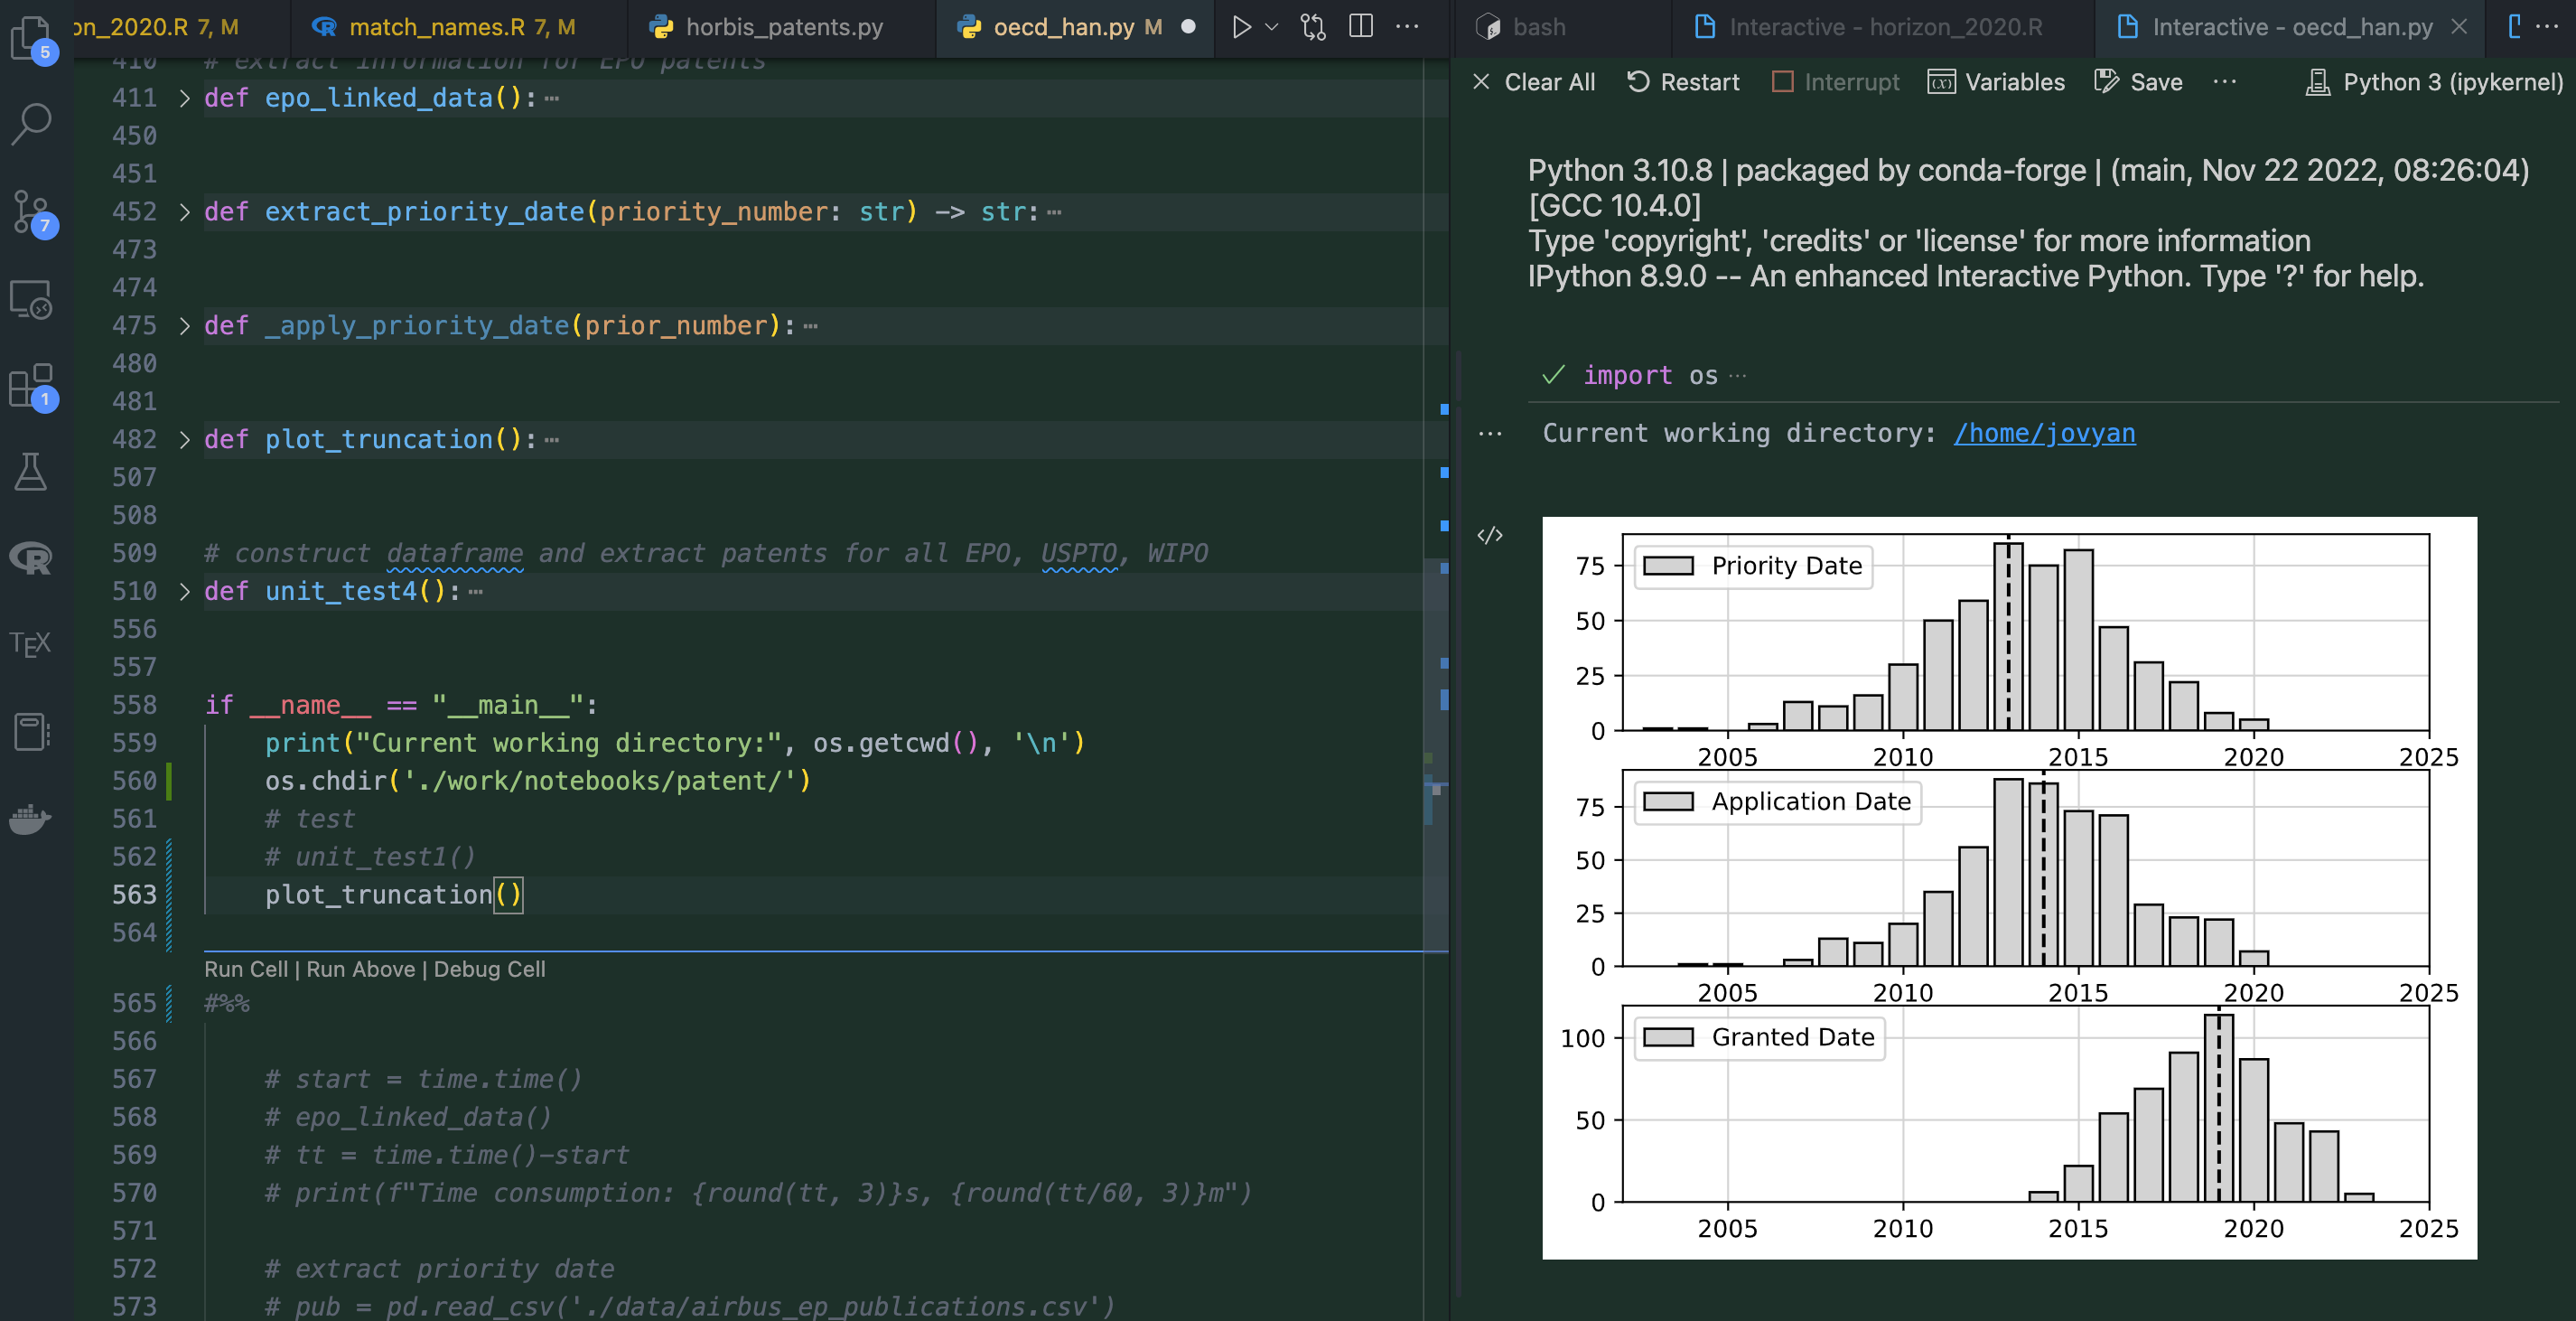 on_2020.R 7, M
match_names.R 7, M
horbis_patents.py
oecd_han.py M
bash
Interactive - horizon_2020.R
Interactive - oecd_han.py
5
7
1
TEX
410 # extract information for EPO patents
411 def epo_linked_data():
450
451
452 def extract_priority_date(priority_number: str) -> str:
473
474
475 def _apply_priority_date(prior_number):
480
481
482 def plot_truncation():
507
508
509 # construct dataframe and extract patents for all EPO, USPTO, WIPO
510 def unit_test4():
556
557
558 if __name__ == "__main__":
559 print("Current working directory:", os.getcwd(), '\n')
560 os.chdir('./work/notebooks/patent/')
561 # test
562 # unit_test1()
563 plot_truncation()
564
Run Cell | Run Above | Debug Cell
565 #%%
566
567 # start = time.time()
568 # epo_linked_data()
569 # tt = time.time()-start
570 # print(f"Time consumption: {round(tt, 3)}s, {round(tt/60, 3)}m")
571
572 # extract priority date
573 # pub = pd.read_csv('./data/airbus_ep_publications.csv')
Clear All Restart Interrupt Variables Save Python 3 (ipykernel)
Python 3.10.8 | packaged by conda-forge | (main, Nov 22 2022, 08:26:04)
[GCC 10.4.0]
Type 'copyright', 'credits' or 'license' for more information
IPython 8.9.0 -- An enhanced Interactive Python. Type '?' for help.
import os
Current working directory: /home/jovyan
Priority Date
75
50
25
0
2005 2010 2015 2020 2025
Application Date
75
50
25
0
2005 2010 2015 2020 2025
Granted Date
100
50
0
2005 2010 2015 2020 2025